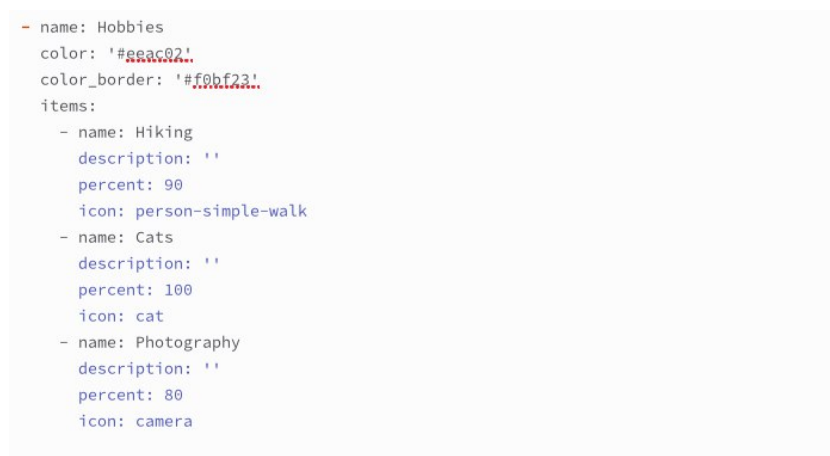 - name: Hobbies
  color: '#eeac02'
  color_border: '#f0bf23'
  items:
    - name: Hiking
      description: ''
      percent: 90
      icon: person-simple-walk
    - name: Cats
      description: ''
      percent: 100
      icon: cat
    - name: Photography
      description: ''
      percent: 80
      icon: camera